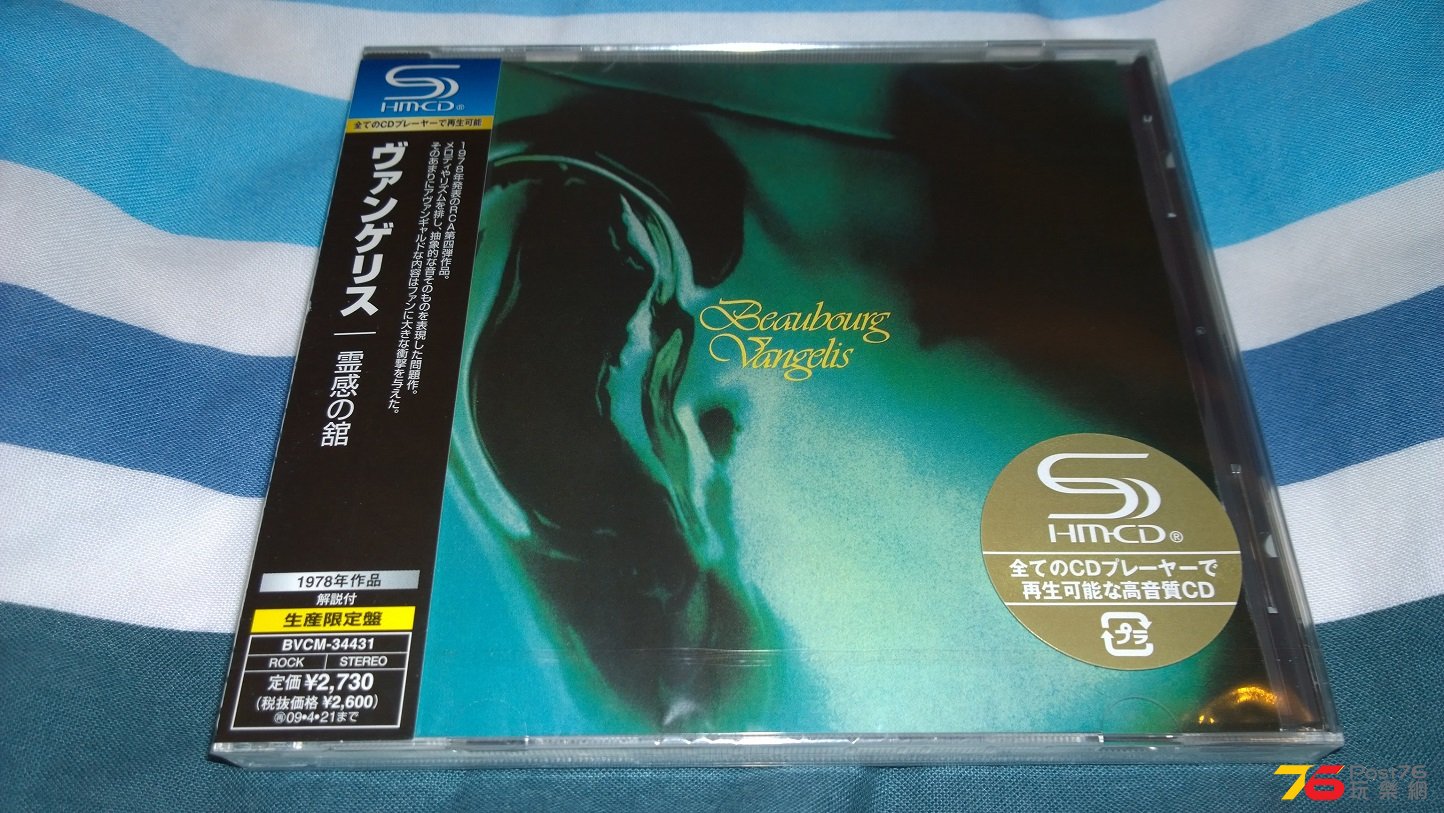 HM-CD®
全てのCDプレーヤーで再生可能
ヴァンゲリス
霊感の舘
1978年発表のRCA第四弾作品。
メロディやリズムを排し、抽象的な音そのものを表現した問題作。
そのあまりにアヴァンギャルドな内容はファンに大きな衝撃を与えた。
1978年作品
解説付
生産限定盤
BVCM-34431
ROCK STEREO
定価 ¥2,730
(税抜価格 ¥2,600)
09•4•21まで
Beaubourg
Vangelis
HM-CD®
全てのCDプレーヤーで
再生可能な高音質CD
プラ
76 Post76
玩樂網